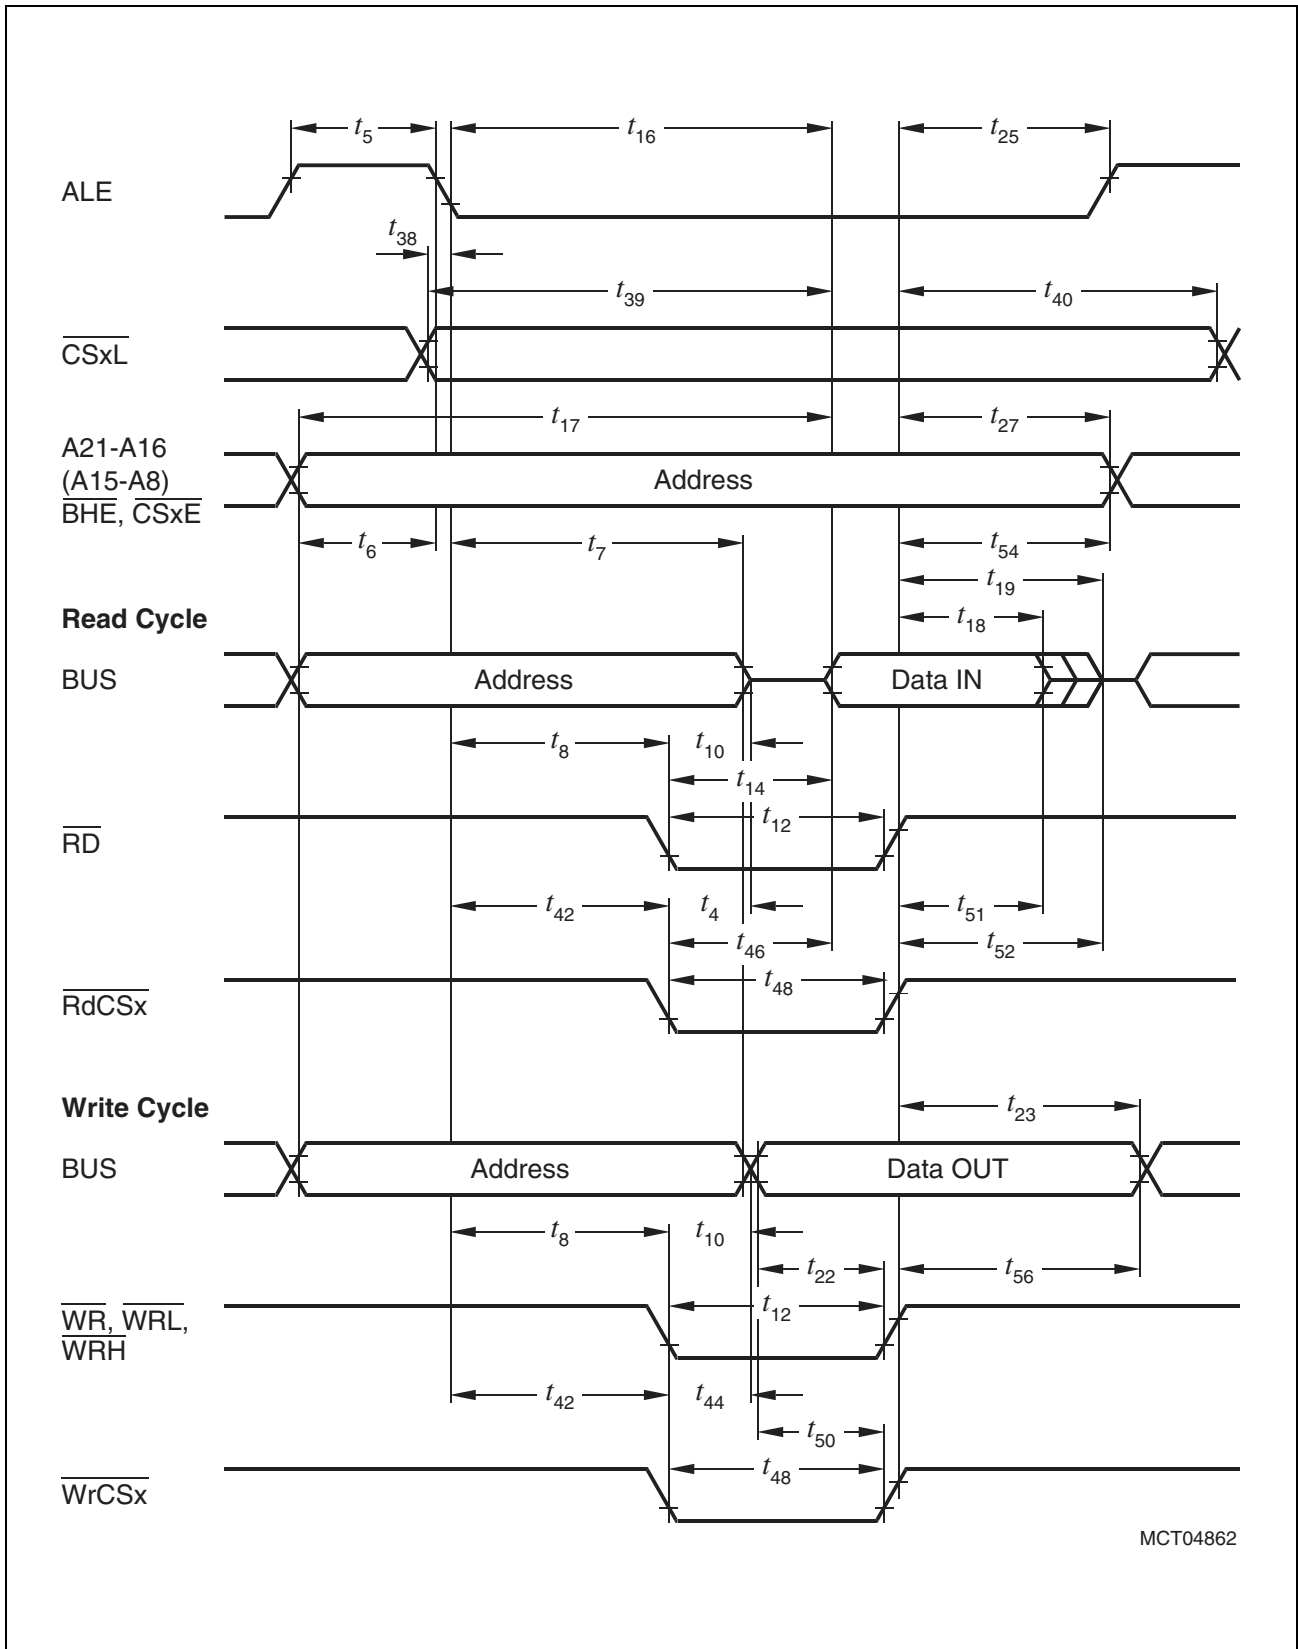 t5 t16 t25
ALE
t38
t39 t40
CSxL
t17 t27
A21-A16
(A15-A8)
BHE, CSxE
Address
t6 t7 t54
t19
Read Cycle
t18
BUS Address Data IN
t8 t10
t14
t12
RD
t42 t4 t51
t46 t52
t48
RdCSx
Write Cycle
t23
BUS Address Data OUT
t8 t10
t22 t56
t12
WR, WRL,
WRH
t42 t44
t50
t48
WrCSx
MCT04862